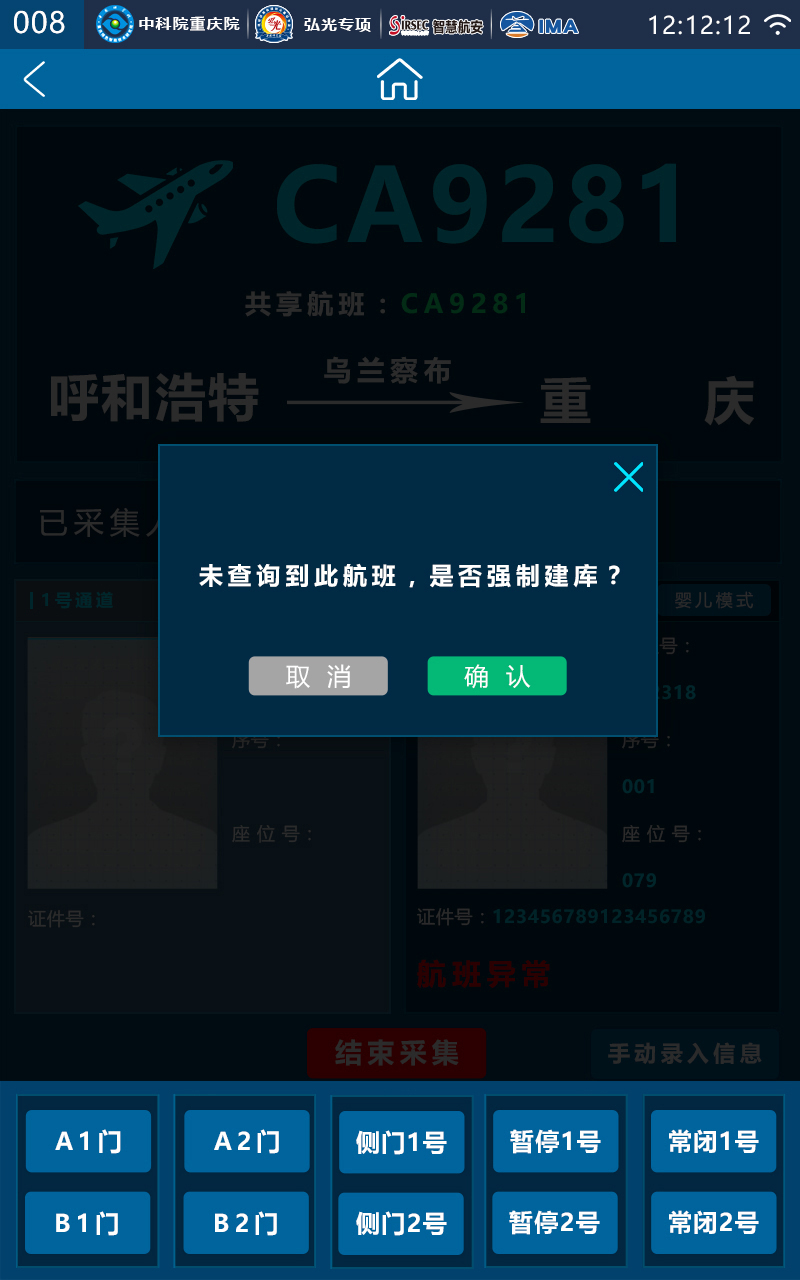 008 中科院重庆院 弘光专项 SiRSEC 智慧航安 IMA 12:12:12
CA9281
共享航班：CA9281
乌兰察布
呼和浩特 重 庆
已采集
未查询到此航班，是否强制建库？
取 消 确 认
1号通道 婴儿模式
号：
2318
序号： 序号：
001
座位号： 座位号：
079
证件号： 证件号：123456789123456789
航班异常
结束采集 手动录入信息
A1门 A2门 侧门1号 暂停1号 常闭1号
B1门 B2门 侧门2号 暂停2号 常闭2号